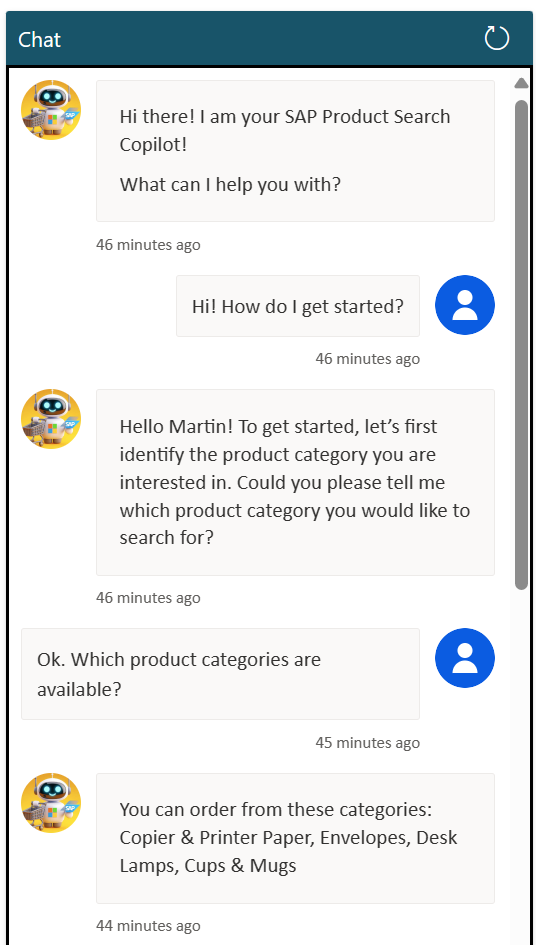 Chat
Hi there! I am your SAP Product Search
Copilot!
What can I help you with?
46 minutes ago
Hi! How do I get started?
46 minutes ago
Hello Martin! To get started, let’s first
identify the product category you are
interested in. Could you please tell me
which product category you would like to
search for?
46 minutes ago
Ok. Which product categories are
available?
45 minutes ago
You can order from these categories:
Copier & Printer Paper, Envelopes, Desk
Lamps, Cups & Mugs
44 minutes ago